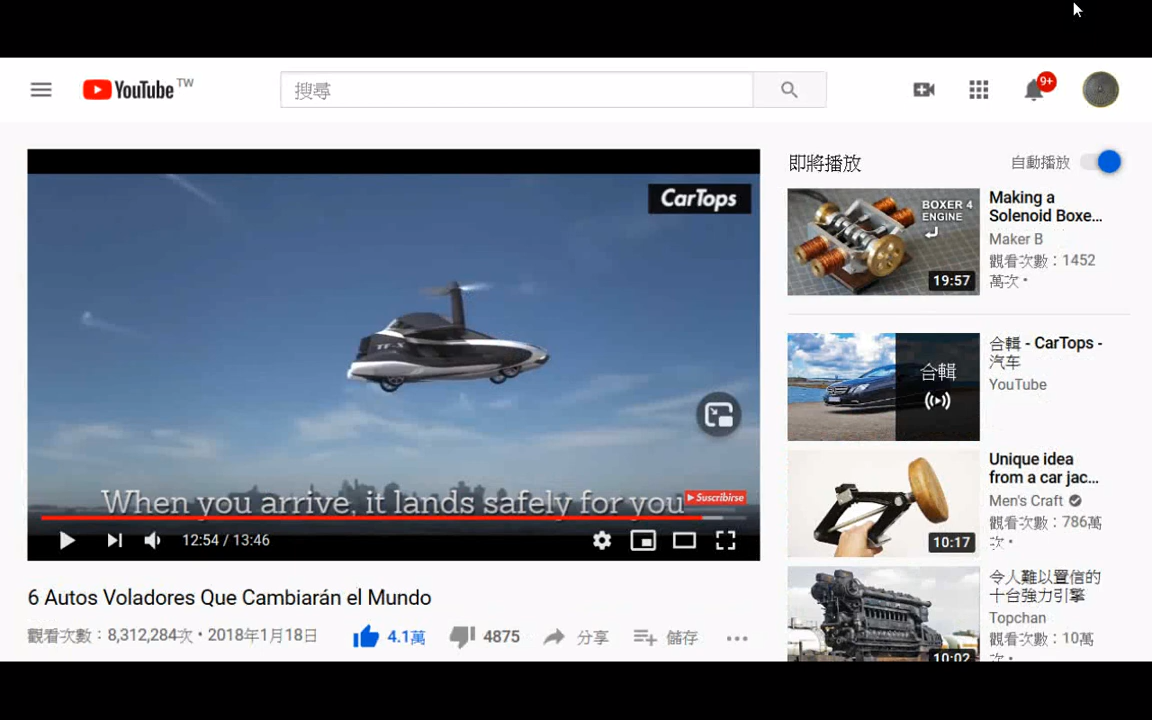 YouTube TW
搜尋
9+
CarTops
When you arrive, it lands safely for you
Suscribirse
12:54 / 13:46
6 Autos Voladores Que Cambiarán el Mundo
觀看次數：8,312,284次 • 2018年1月18日
4.1萬
4875
分享
儲存
即將播放
自動播放
BOXER 4
ENGINE
19:57
Making a
Solenoid Boxe...
Maker B
觀看次數：1452
萬次 •
合輯
合輯 - CarTops -
汽车
YouTube
10:17
Unique idea
from a car jac...
Men's Craft
觀看次數：786萬
次 •
10:02
令人難以置信的
十台強力引擎
Topchan
觀看次數：10萬
次 •